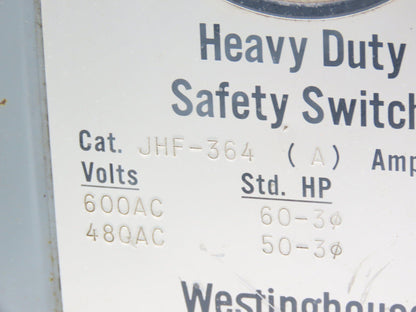 Heavy Duty
Safety Switch
Cat. JHF-364 (A) Amp
Volts Std. HP
600AC 60-3φ
480AC 50-3φ
Westinghouse